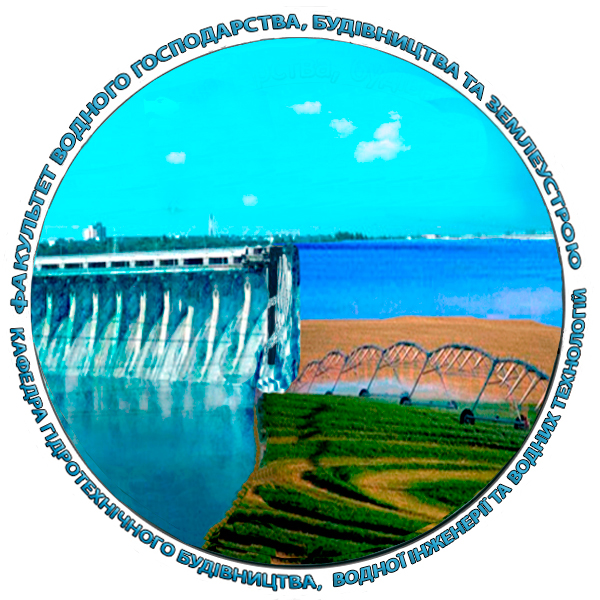 ФАКУЛЬТЕТ ВОДНОГО ГОСПОДАРСТВА, БУДІВНИЦТВА ТА ЗЕМЛЕУСТРОЮ
КАФЕДРА ГІДРОТЕХНІЧНОГО БУДІВНИЦТВА, ВОДНОЇ ІНЖЕНЕРІЇ ТА ВОДНИХ ТЕХНОЛОГІЙ